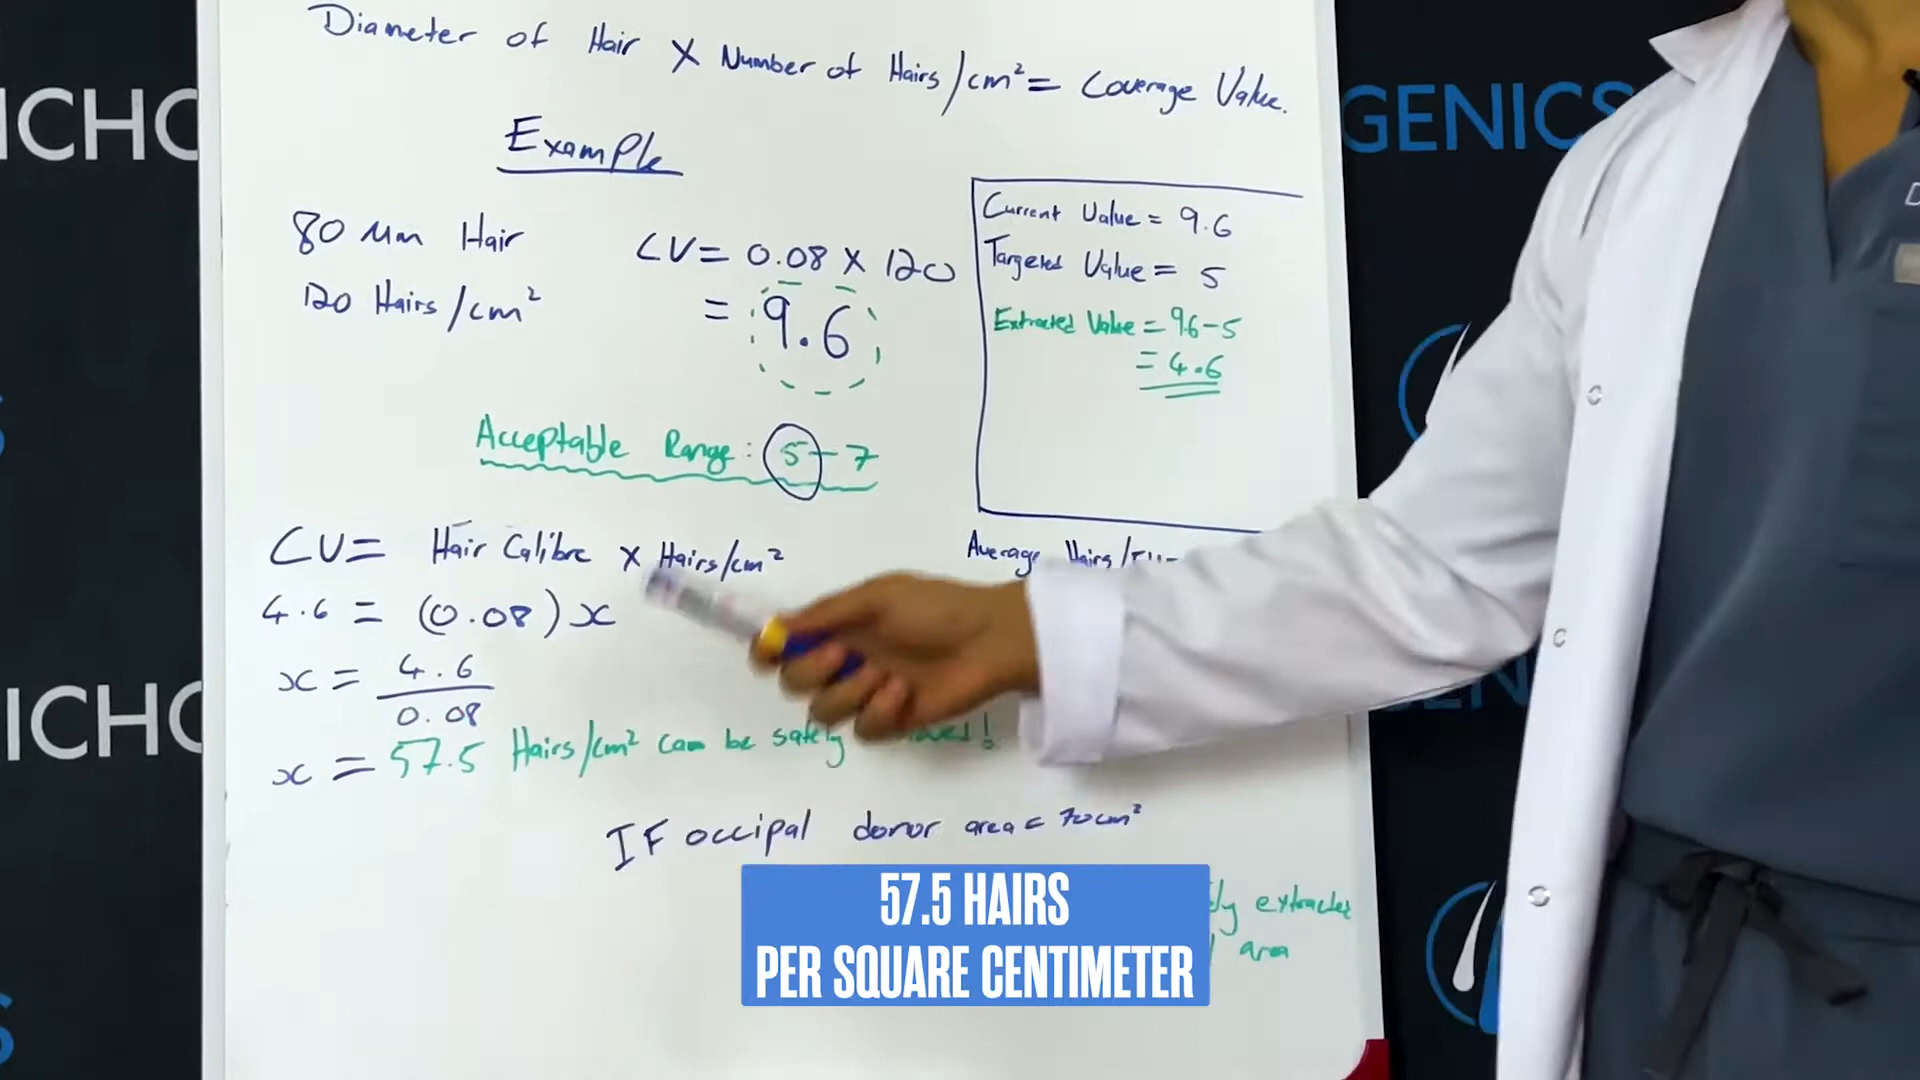 Diameter of Hair X Number of Hairs/cm² = Coverage Value.
Example
80 Mm Hair
120 Hairs/cm²
CV = 0.08 X 120
= 9.6
Current Value = 9.6
Targeted Value = 5
Extracted Value = 9.6-5
= 4.6
Acceptable Range: 5-7
CV = Hair Calibre X Hairs/cm²
4.6 = (0.08)x
x = 4.6
0.08
x = 57.5 Hairs/cm² can be safely
Average Hairs/
IF occipal donor area = 70cm²
extracted
area
57.5 HAIRS
PER SQUARE CENTIMETER
ICHO
GENICS
ICHO